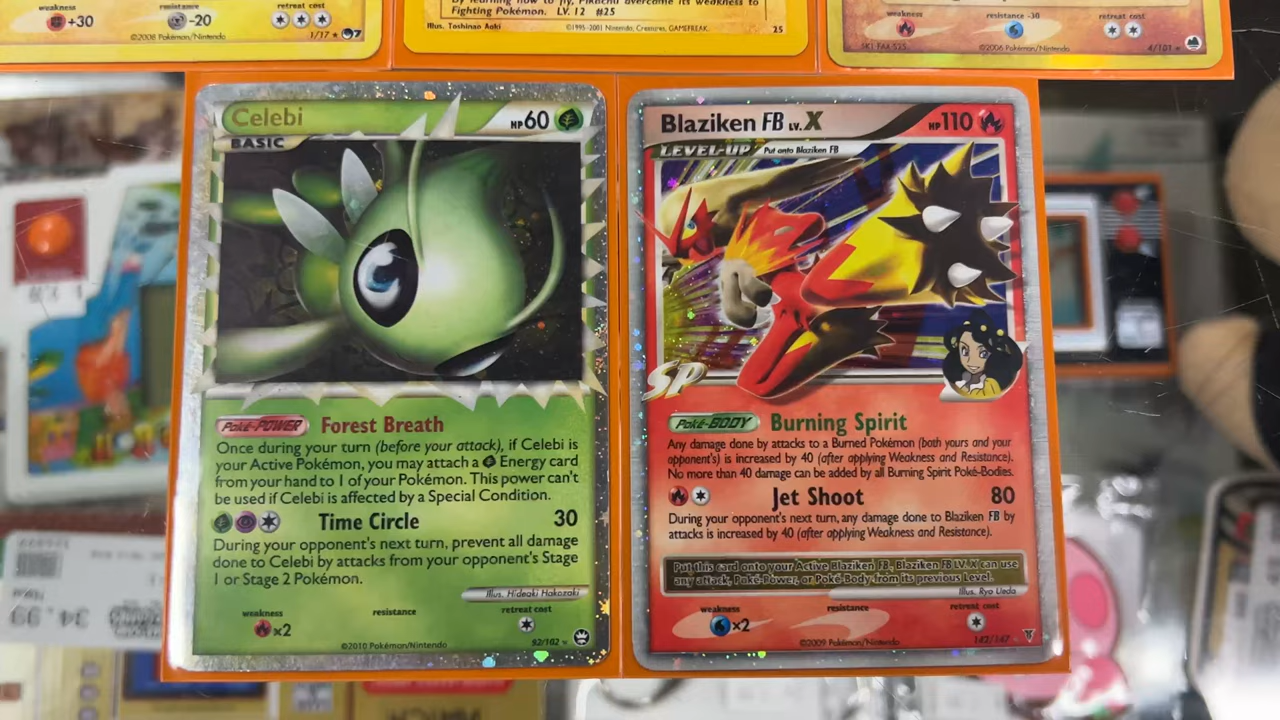 By learning how to fly, Pikachu overcame its weakness to
Fighting Pokémon. LV. 12 #25
Illus. Toshinao Aoki
©1995-2001 Nintendo, Creatures, GAMEFREAK.
25
weakness
+30
resistance
-20
retreat cost
©2008 Pokémon/Nintendo
1/17
weakness
resistance -30
retreat cost
©2006 Pokémon/Nintendo
4/101
Celebi
HP60
BASIC
Poké-POWER Forest Breath
Once during your turn (before your attack), if Celebi is
your Active Pokémon, you may attach a Energy card
from your hand to 1 of your Pokémon. This power can't
be used if Celebi is affected by a Special Condition.
Time Circle 30
During your opponent's next turn, prevent all damage
done to Celebi by attacks from your opponent's Stage
1 or Stage 2 Pokémon.
Illus. Hideaki Hakozaki
weakness
×2
resistance
retreat cost
©2010 Pokémon/Nintendo
92/102
Blaziken FB LV. X
HP110
LEVEL-UP Put onto Blaziken FB
SP
Poké-BODY Burning Spirit
Any damage done by attacks to a Burned Pokémon (both yours and your
opponent's) is increased by 40 (after applying Weakness and Resistance).
No more than 40 damage can be added by all Burning Spirit Poké-Bodies.
Jet Shoot 80
During your opponent's next turn, any damage done to Blaziken FB by
attacks is increased by 40 (after applying Weakness and Resistance).
Put this card onto your Active Blaziken FB. Blaziken FB LV. X can use
any attack, Poké-Power, or Poké-Body from its previous Level.
Illus. Ryo Ueda
weakness
×2
resistance
retreat cost
©2009 Pokémon/Nintendo
142/147
34.99